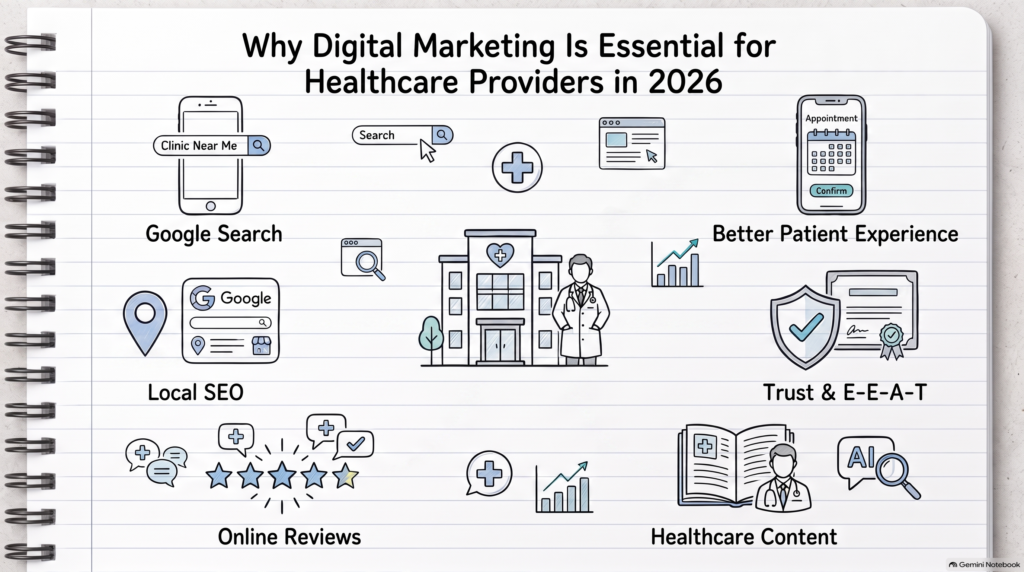 Why Digital Marketing Is Essential for
Healthcare Providers in 2026
Clinic Near Me
Google Search
Search
Appointment
Confirm
Better Patient Experience
Google
Local SEO
Trust & E-E-A-T
Online Reviews
AI
Healthcare Content
Gemini Notebook